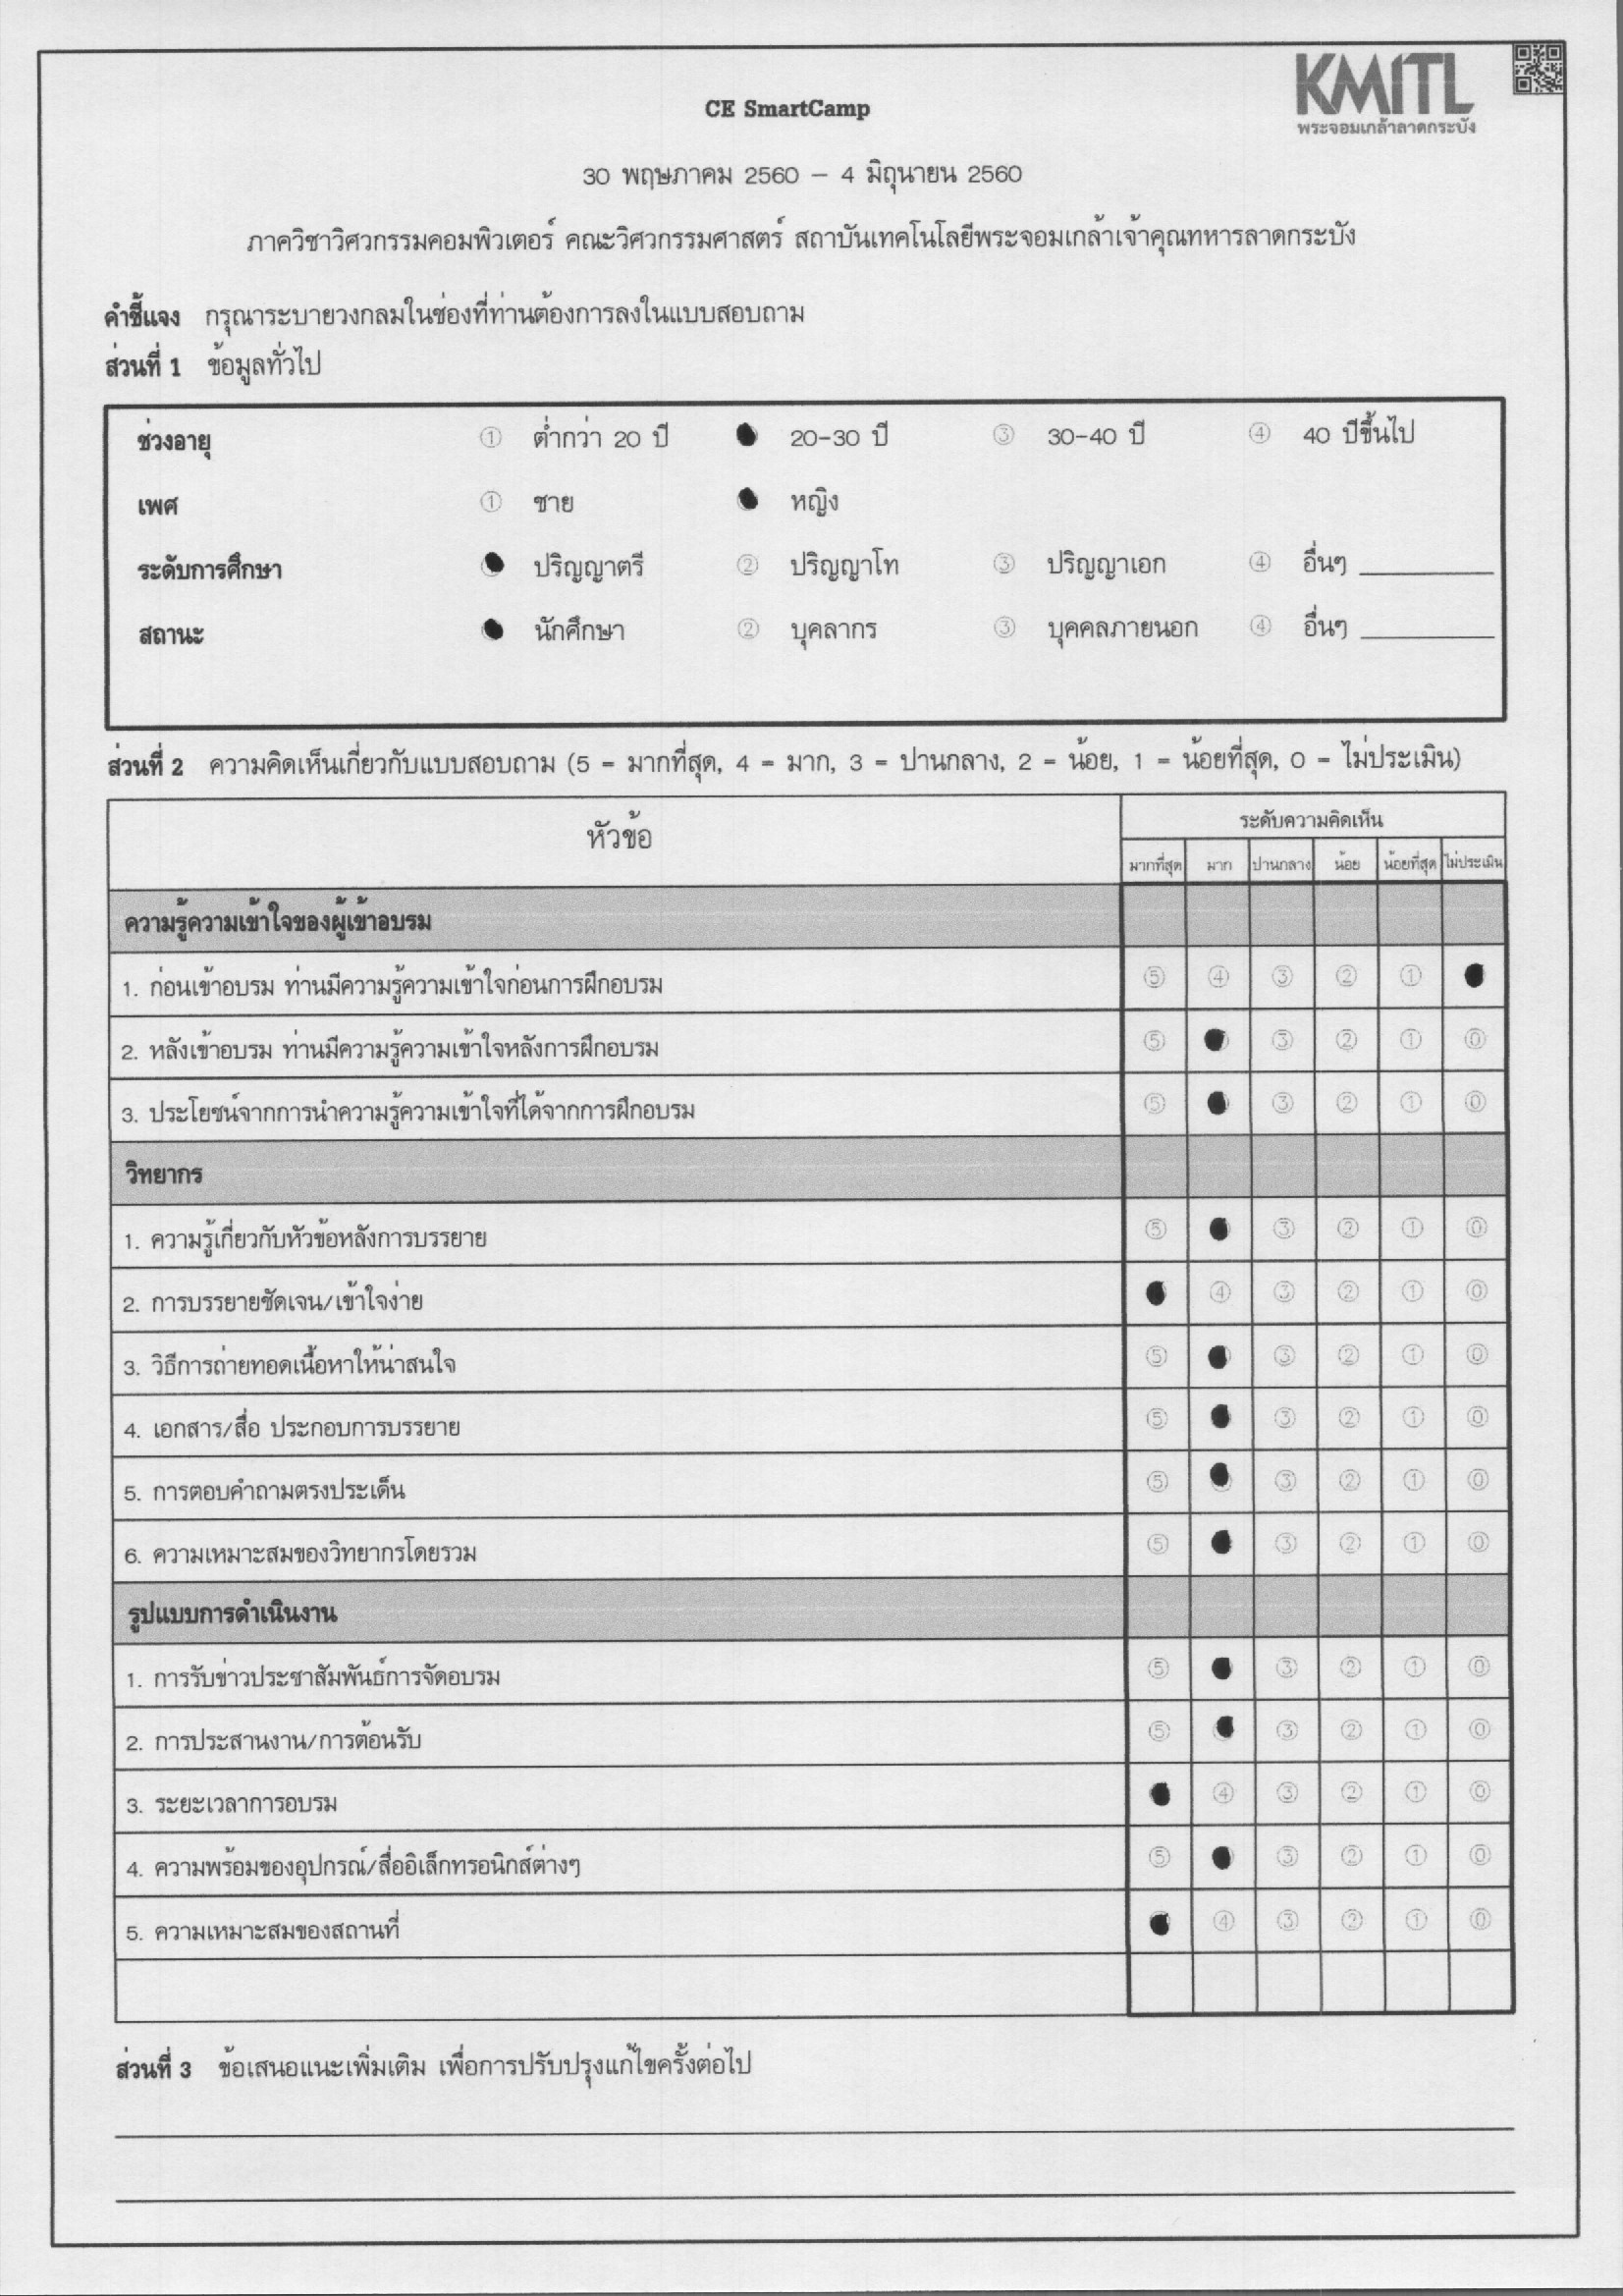 KMITL
พระจอมเกล้าลาดกระบัง
CE SmartCamp
30 พฤษภาคม 2560 – 4 มิถุนายน 2560
ภาควิชาวิศวกรรมคอมพิวเตอร์ คณะวิศวกรรมศาสตร์ สถาบันเทคโนโลยีพระจอมเกล้าเจ้าคุณทหารลาดกระบัง
คำชี้แจง กรุณาระบายวงกลมในช่องที่ท่านต้องการลงในแบบสอบถาม
ส่วนที่ 1 ข้อมูลทั่วไป
ช่วงอายุ ① ต่ำกว่า 20 ปี 20-30 ปี ③ 30-40 ปี ④ 40 ปีขึ้นไป
เพศ ① ชาย หญิง
ระดับการศึกษา ปริญญาตรี ② ปริญญาโท ③ ปริญญาเอก ④ อื่นๆ
สถานะ นักศึกษา ② บุคลากร ③ บุคคลภายนอก ④ อื่นๆ
ส่วนที่ 2 ความคิดเห็นเกี่ยวกับแบบสอบถาม (5 = มากที่สุด, 4 = มาก, 3 = ปานกลาง, 2 = น้อย, 1 = น้อยที่สุด, 0 = ไม่ประเมิน)
หัวข้อ ระดับความคิดเห็น
มากที่สุด มาก ปานกลาง น้อย น้อยที่สุด ไม่ประเมิน
ความรู้ความเข้าใจของผู้เข้าอบรม
1. ก่อนเข้าอบรม ท่านมีความรู้ความเข้าใจก่อนการฝึกอบรม ⑤ ④ ③ ② ①
2. หลังเข้าอบรม ท่านมีความรู้ความเข้าใจหลังการฝึกอบรม ⑤ ③ ② ① ⓪
3. ประโยชน์จากการนำความรู้ความเข้าใจที่ได้จากการฝึกอบรม ⑤ ③ ② ① ⓪
วิทยากร
1. ความรู้เกี่ยวกับหัวข้อหลังการบรรยาย ⑤ ③ ② ① ⓪
2. การบรรยายชัดเจน/เข้าใจง่าย ④ ③ ② ① ⓪
3. วิธีการถ่ายทอดเนื้อหาให้น่าสนใจ ⑤ ③ ② ① ⓪
4. เอกสาร/สื่อ ประกอบการบรรยาย ⑤ ③ ② ① ⓪
5. การตอบคำถามตรงประเด็น ⑤ ③ ② ① ⓪
6. ความเหมาะสมของวิทยากรโดยรวม ⑤ ③ ② ① ⓪
รูปแบบการดำเนินงาน
1. การรับข่าวประชาสัมพันธ์การจัดอบรม ⑤ ③ ② ① ⓪
2. การประสานงาน/การต้อนรับ ⑤ ③ ② ① ⓪
3. ระยะเวลาการอบรม ④ ③ ② ① ⓪
4. ความพร้อมของอุปกรณ์/สื่ออิเล็กทรอนิกส์ต่างๆ ⑤ ③ ② ① ⓪
5. ความเหมาะสมของสถานที่ ④ ③ ② ① ⓪
ส่วนที่ 3 ข้อเสนอแนะเพิ่มเติม เพื่อการปรับปรุงแก้ไขครั้งต่อไป